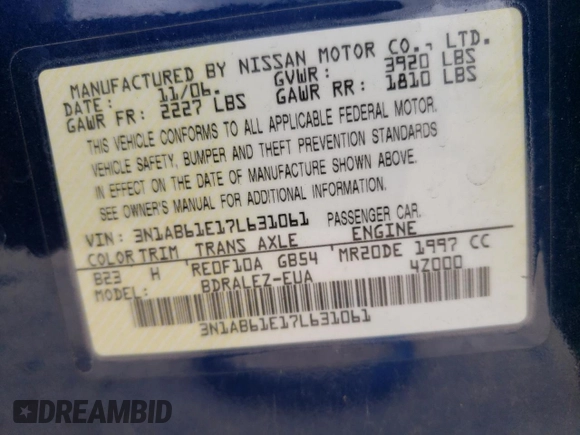 MANUFACTURED BY NISSAN MOTOR CO., LTD.
DATE: 11/06. GVWR: 3920 LBS
GAWR FR: 2227 LBS GAWR RR: 1810 LBS
THIS VEHICLE CONFORMS TO ALL APPLICABLE FEDERAL MOTOR
VEHICLE SAFETY, BUMPER AND THEFT PREVENTION STANDARDS
IN EFFECT ON THE DATE OF MANUFACTURE SHOWN ABOVE.
SEE OWNER'S MANUAL FOR ADDITIONAL INFORMATION.
VIN: 3N1AB61E17L631061 PASSENGER CAR.
COLOR TRIM TRANS AXLE ENGINE
B23 H RE0F10A GB54 MR20DE 1997 CC
MODEL: BDRALEZ-EUA 4Z000
3N1AB61E17L631061
DREAMBID